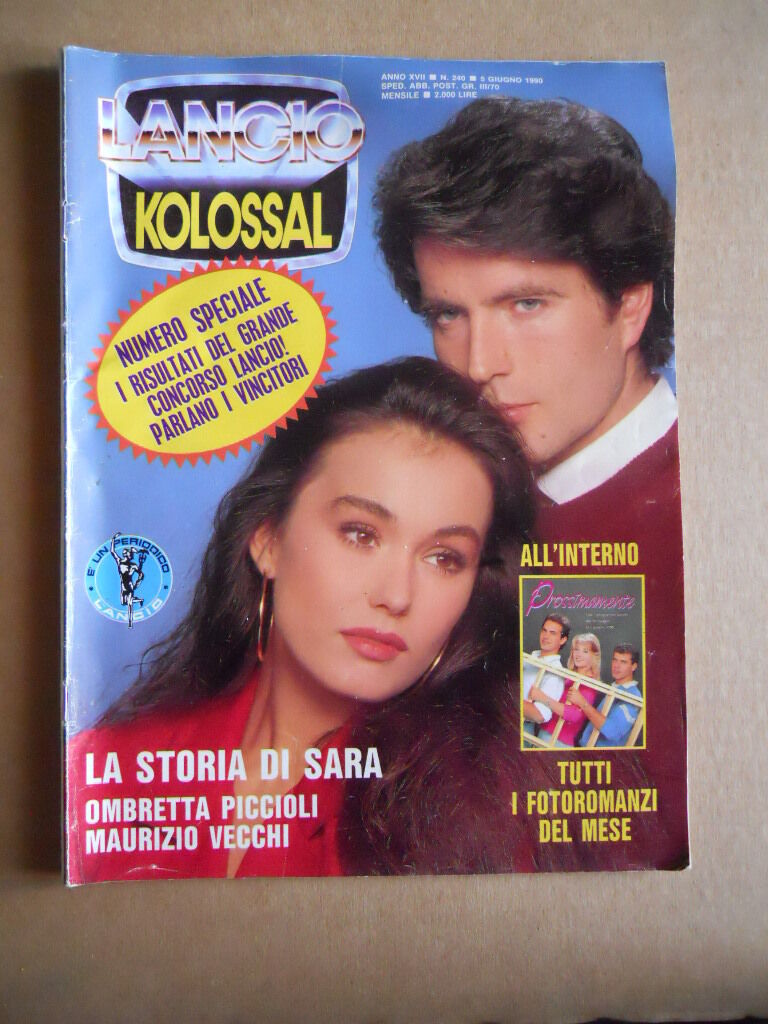 ANNO XVII ■ N. 240 ■ 5 GIUGNO 1990
SPED. ABB. POST. GR. III/70
MENSILE ■ 2.000 LIRE
LANCIO
KOLOSSAL
NUMERO SPECIALE
I RISULTATI DEL GRANDE
CONCORSO LANCIO!
PARLANO I VINCITORI
E' UN PERIODICO
LANCIO
ALL'INTERNO
Prossimamente
LA STORIA DI SARA
OMBRETTA PICCIOLI
MAURIZIO VECCHI
TUTTI
I FOTOROMANZI
DEL MESE